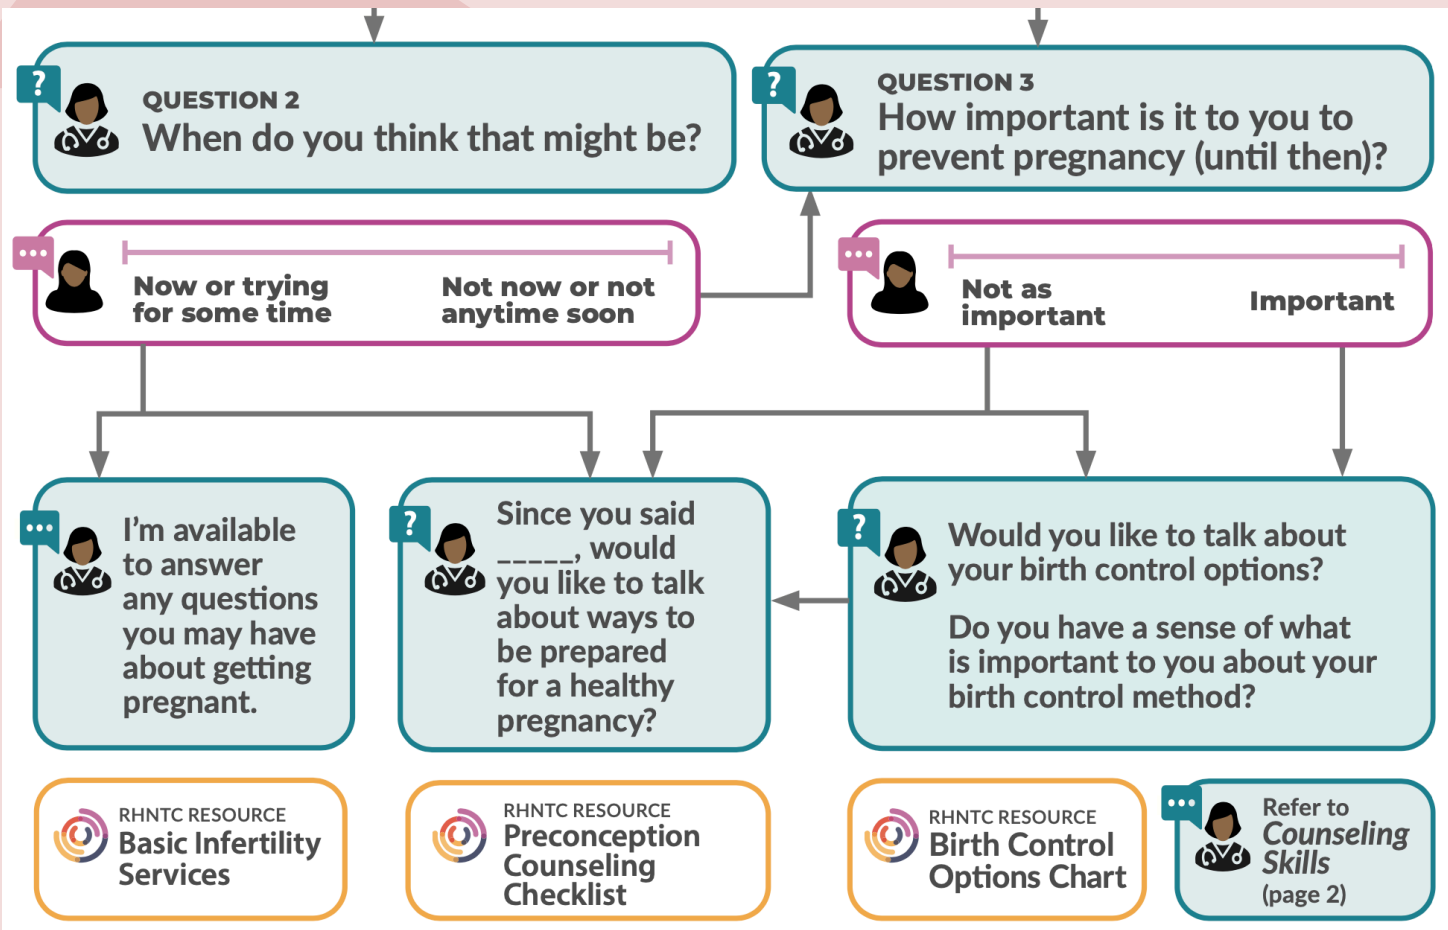 ?
QUESTION 2
When do you think that might be?
?
QUESTION 3
How important is it to you to
prevent pregnancy (until then)?
Now or trying
for some time
Not now or not
anytime soon
Not as
important
Important
I'm available
to answer
any questions
you may have
about getting
pregnant.
?
Since you said
_____, would
you like to talk
about ways to
be prepared
for a healthy
pregnancy?
?
Would you like to talk about
your birth control options?
Do you have a sense of what
is important to you about your
birth control method?
RHNTC RESOURCE
Basic Infertility
Services
RHNTC RESOURCE
Preconception
Counseling
Checklist
RHNTC RESOURCE
Birth Control
Options Chart
Refer to
Counseling
Skills
(page 2)